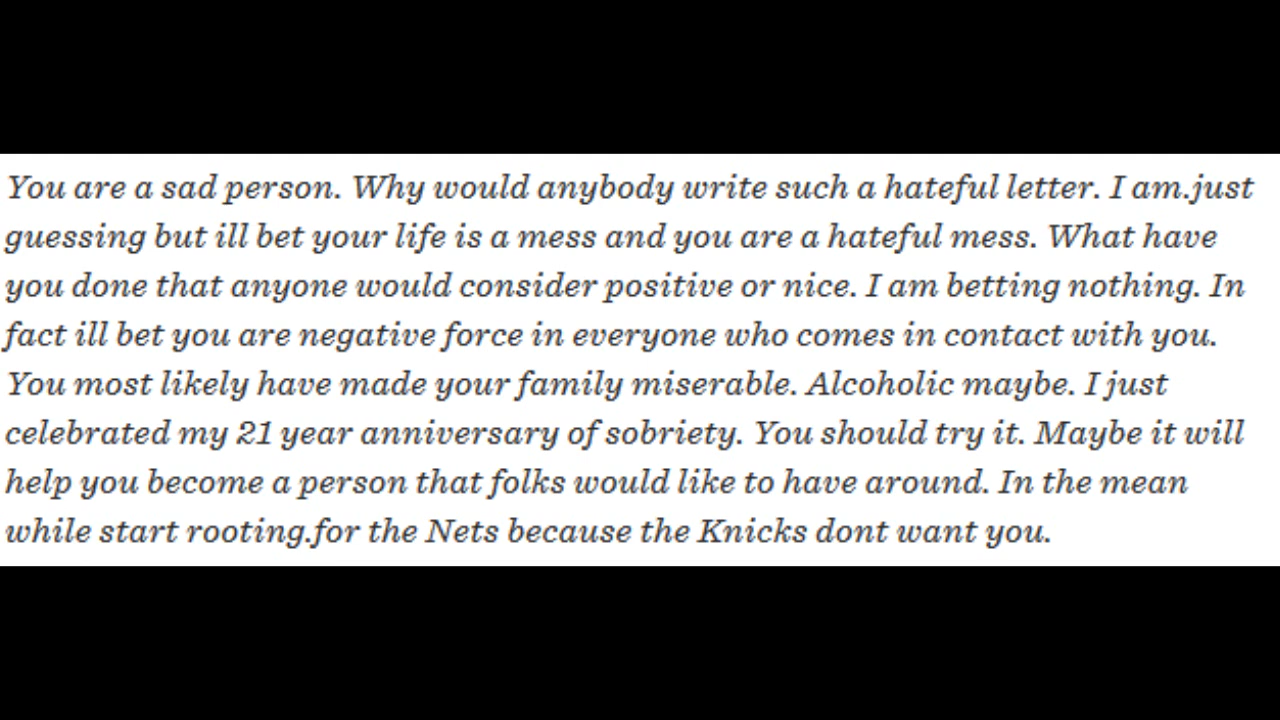 You are a sad person. Why would anybody write such a hateful letter. I am.just
guessing but ill bet your life is a mess and you are a hateful mess. What have
you done that anyone would consider positive or nice. I am betting nothing. In
fact ill bet you are negative force in everyone who comes in contact with you.
You most likely have made your family miserable. Alcoholic maybe. I just
celebrated my 21 year anniversary of sobriety. You should try it. Maybe it will
help you become a person that folks would like to have around. In the mean
while start rooting.for the Nets because the Knicks dont want you.